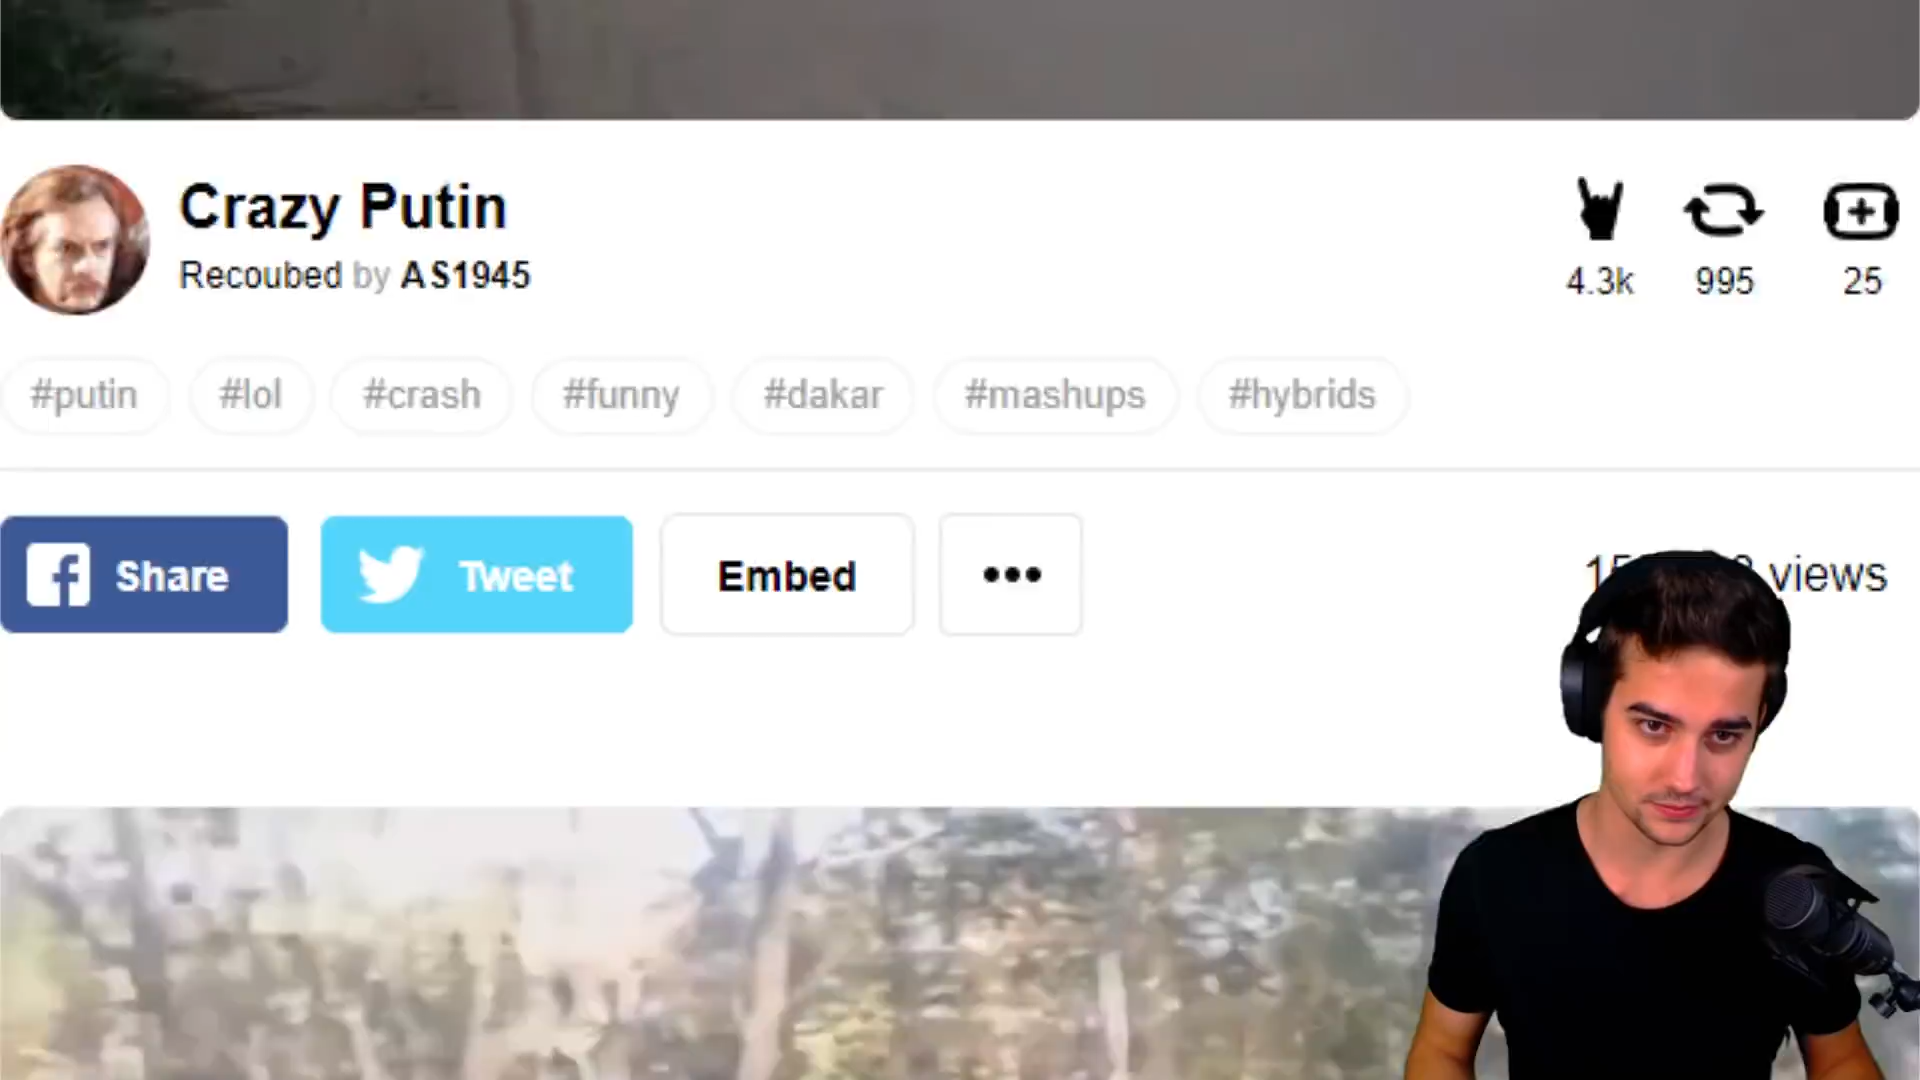 Crazy Putin
Recoubed by AS1945
4.3k 995 25
#putin #lol #crash #funny #dakar #mashups #hybrids
Share Tweet Embed
views